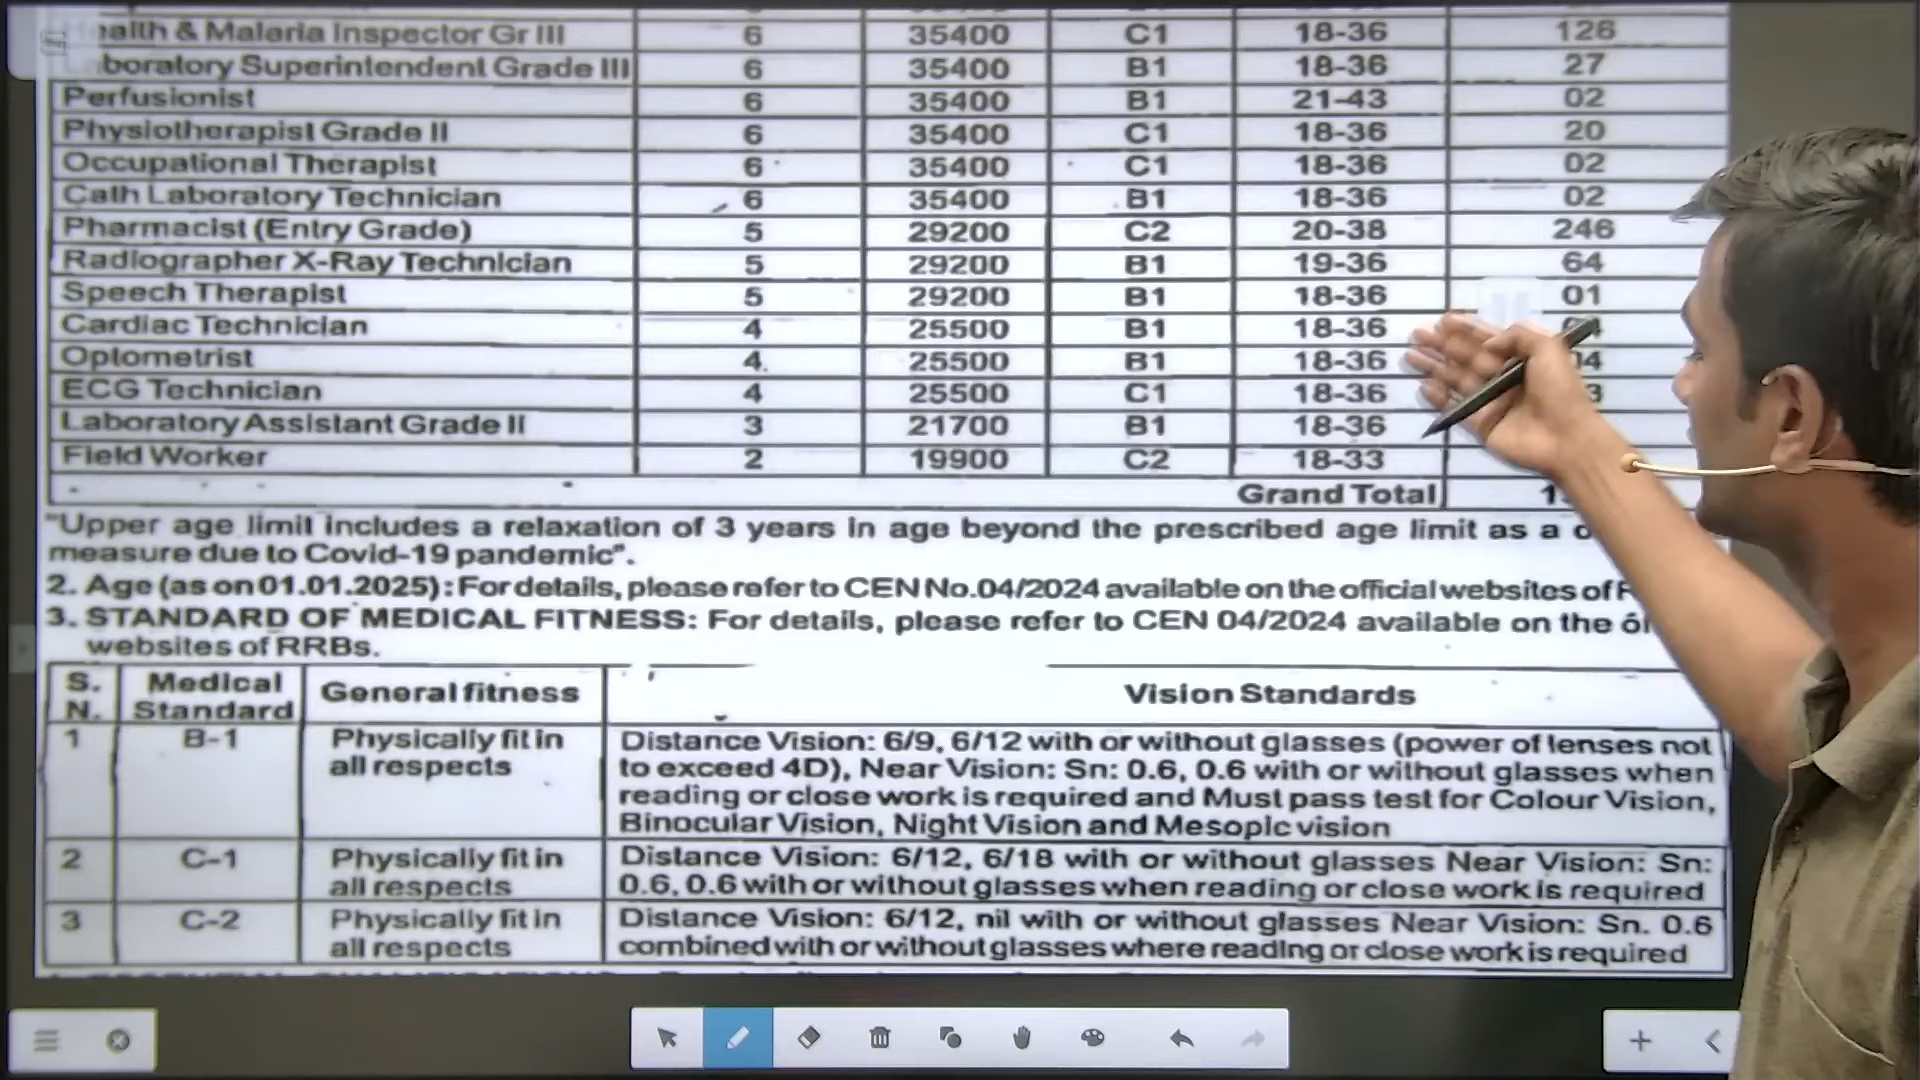 ealth & Malaria Inspector Gr III 6 35400 C1 18-36 126
boratory Superintendent Grade III 6 35400 B1 18-36 27
Perfusionist 6 35400 B1 21-43 02
Physiotherapist Grade II 6 35400 C1 18-36 20
Occupational Therapist 6 35400 C1 18-36 02
Cath Laboratory Technician 6 35400 B1 18-36 02
Pharmacist (Entry Grade) 5 29200 C2 20-38 246
Radiographer X-Ray Technician 5 29200 B1 19-36 64
Speech Therapist 5 29200 B1 18-36 01
Cardiac Technician 4 25500 B1 18-36
Optometrist 4 25500 B1 18-36 04
ECG Technician 4 25500 C1 18-36 3
Laboratory Assistant Grade II 3 21700 B1 18-36
Field Worker 2 19900 C2 18-33
Grand Total 1
"Upper age limit includes a relaxation of 3 years in age beyond the prescribed age limit as a
measure due to Covid-19 pandemic".
2. Age (as on 01.01.2025): For details, please refer to CEN No.04/2024 available on the official websites of
3. STANDARD OF MEDICAL FITNESS: For details, please refer to CEN 04/2024 available on the
websites of RRBs.
S. N. Medical Standard General fitness Vision Standards
1 B-1 Physically fit in all respects Distance Vision: 6/9, 6/12 with or without glasses (power of lenses not
to exceed 4D), Near Vision: Sn: 0.6, 0.6 with or without glasses when
reading or close work is required and Must pass test for Colour Vision,
Binocular Vision, Night Vision and Mesopic vision
2 C-1 Physically fit in all respects Distance Vision: 6/12, 6/18 with or without glasses Near Vision: Sn:
0.6, 0.6 with or without glasses when reading or close work is required
3 C-2 Physically fit in all respects Distance Vision: 6/12, nil with or without glasses Near Vision: Sn. 0.6
combined with or without glasses where reading or close work is required